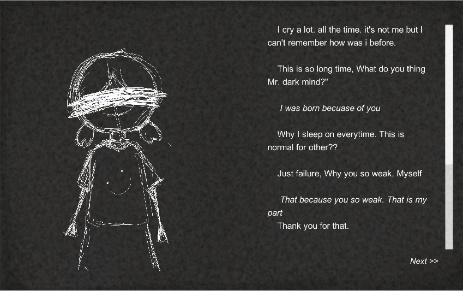 I cry a lot. all the time. it's not me but I
can't remember how was i before.
This is so long time, What do you thing
Mr. dark mind?"
I was born becuase of you
Why I sleep on everytime. This is
normal for other??
Just failure, Why you so weak, Myself
That because you so weak. That is my
part
Thank you for that.
Next >>